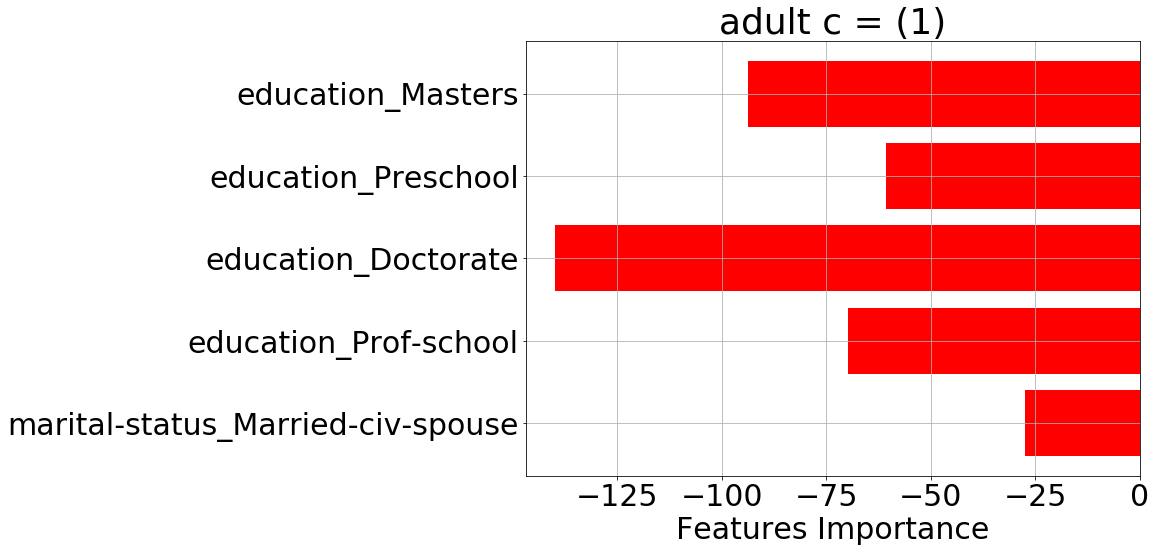 adult c = (1)
education_Masters
education_Preschool
education_Doctorate
education_Prof-school
marital-status_Married-civ-spouse
−125 −100 −75 −50 −25 0
Features Importance